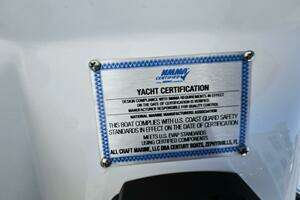 NMMA
CERTIFIED
YACHT CERTIFICATION
DESIGN COMPLIANCE WITH NMMA REQUIREMENTS IN EFFECT
ON THE DATE OF CERTIFICATION IS VERIFIED.
MANUFACTURER RESPONSIBLE FOR QUALITY CONTROL
NATIONAL MARINE MANUFACTURERS ASSOCIATION
THIS BOAT COMPLIES WITH U.S. COAST GUARD SAFETY
STANDARDS IN EFFECT ON THE DATE OF CERTIFICATION
MEETS U.S. EVAP STANDARDS
USING CERTIFIED COMPONENTS
ALL CRAFT MARINE, LLC DBA CENTURY BOATS, ZEPHYRHILLS, FL